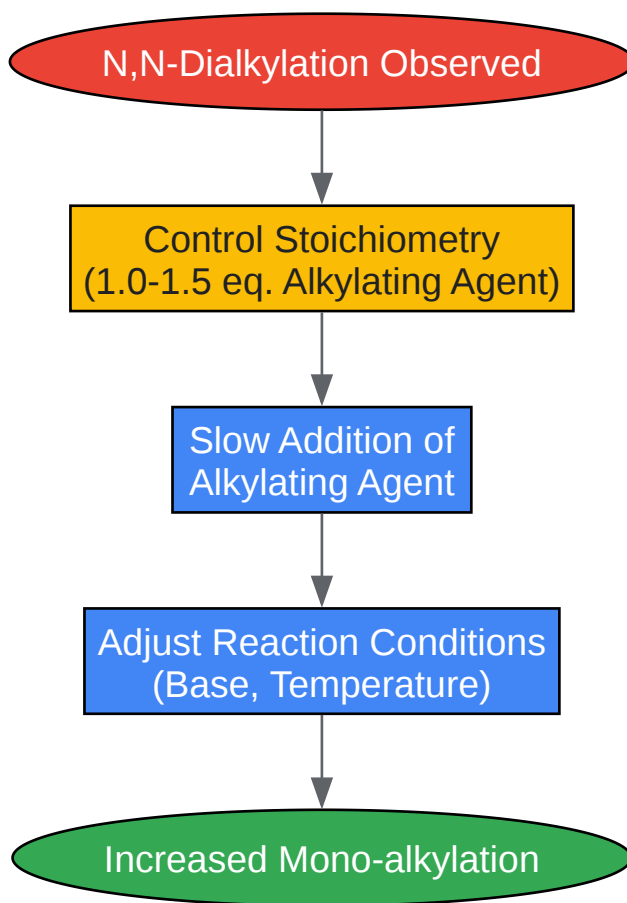 N,N-Dialkylation Observed
Control Stoichiometry
(1.0-1.5 eq. Alkylating Agent)
Slow Addition of
Alkylating Agent
Adjust Reaction Conditions
(Base, Temperature)
Increased Mono-alkylation